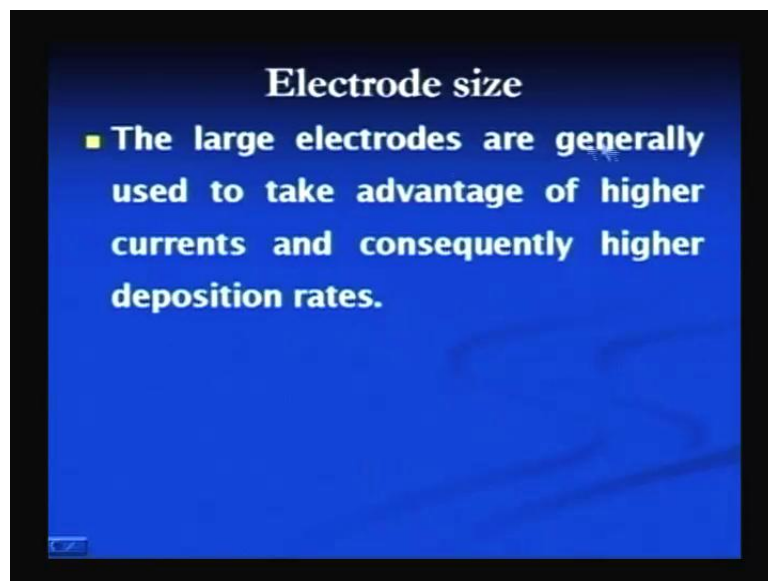 Electrode size
The large electrodes are generally
used to take advantage of higher
currents and consequently higher
deposition rates.